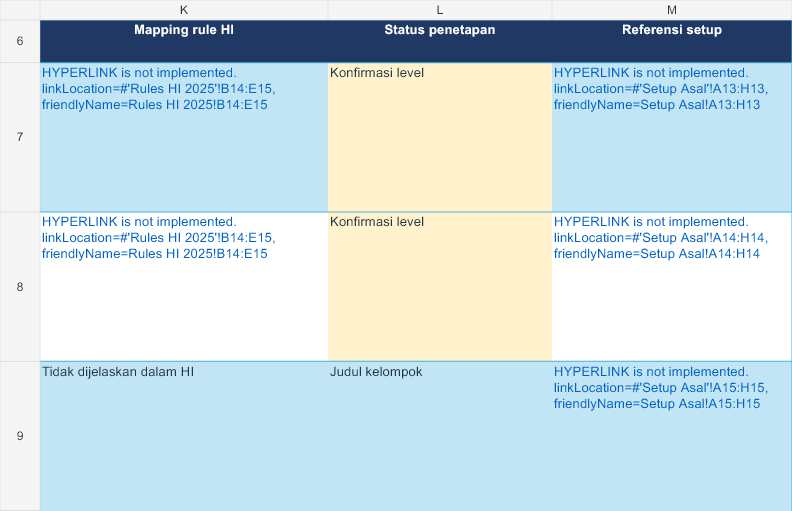 K L M
6 Mapping rule HI Status penetapan Referensi setup
7
HYPERLINK is not implemented.
linkLocation=#'Rules HI 2025'!B14:E15,
friendlyName=Rules HI 2025!B14:E15
Konfirmasi level
HYPERLINK is not implemented.
linkLocation=#'Setup Asal'!A13:H13,
friendlyName=Setup Asal!A13:H13
8
HYPERLINK is not implemented.
linkLocation=#'Rules HI 2025'!B14:E15,
friendlyName=Rules HI 2025!B14:E15
Konfirmasi level
HYPERLINK is not implemented.
linkLocation=#'Setup Asal'!A14:H14,
friendlyName=Setup Asal!A14:H14
9
Tidak dijelaskan dalam HI
Judul kelompok
HYPERLINK is not implemented.
linkLocation=#'Setup Asal'!A15:H15,
friendlyName=Setup Asal!A15:H15